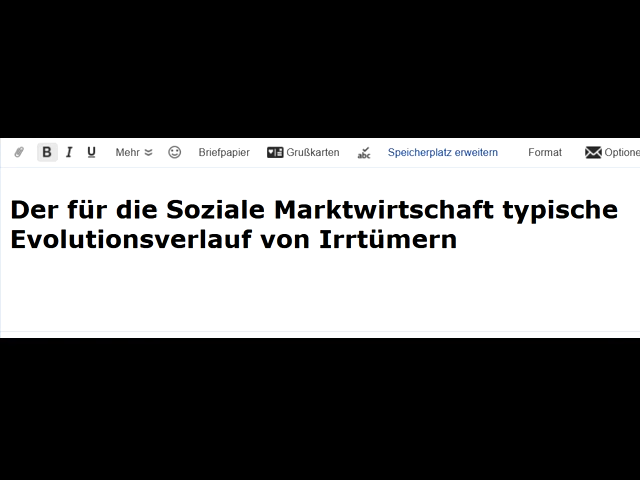 B I U Mehr Briefpapier Grußkarten abc Speicherplatz erweitern Format Optione
Der für die Soziale Marktwirtschaft typische
Evolutionsverlauf von Irrtümern